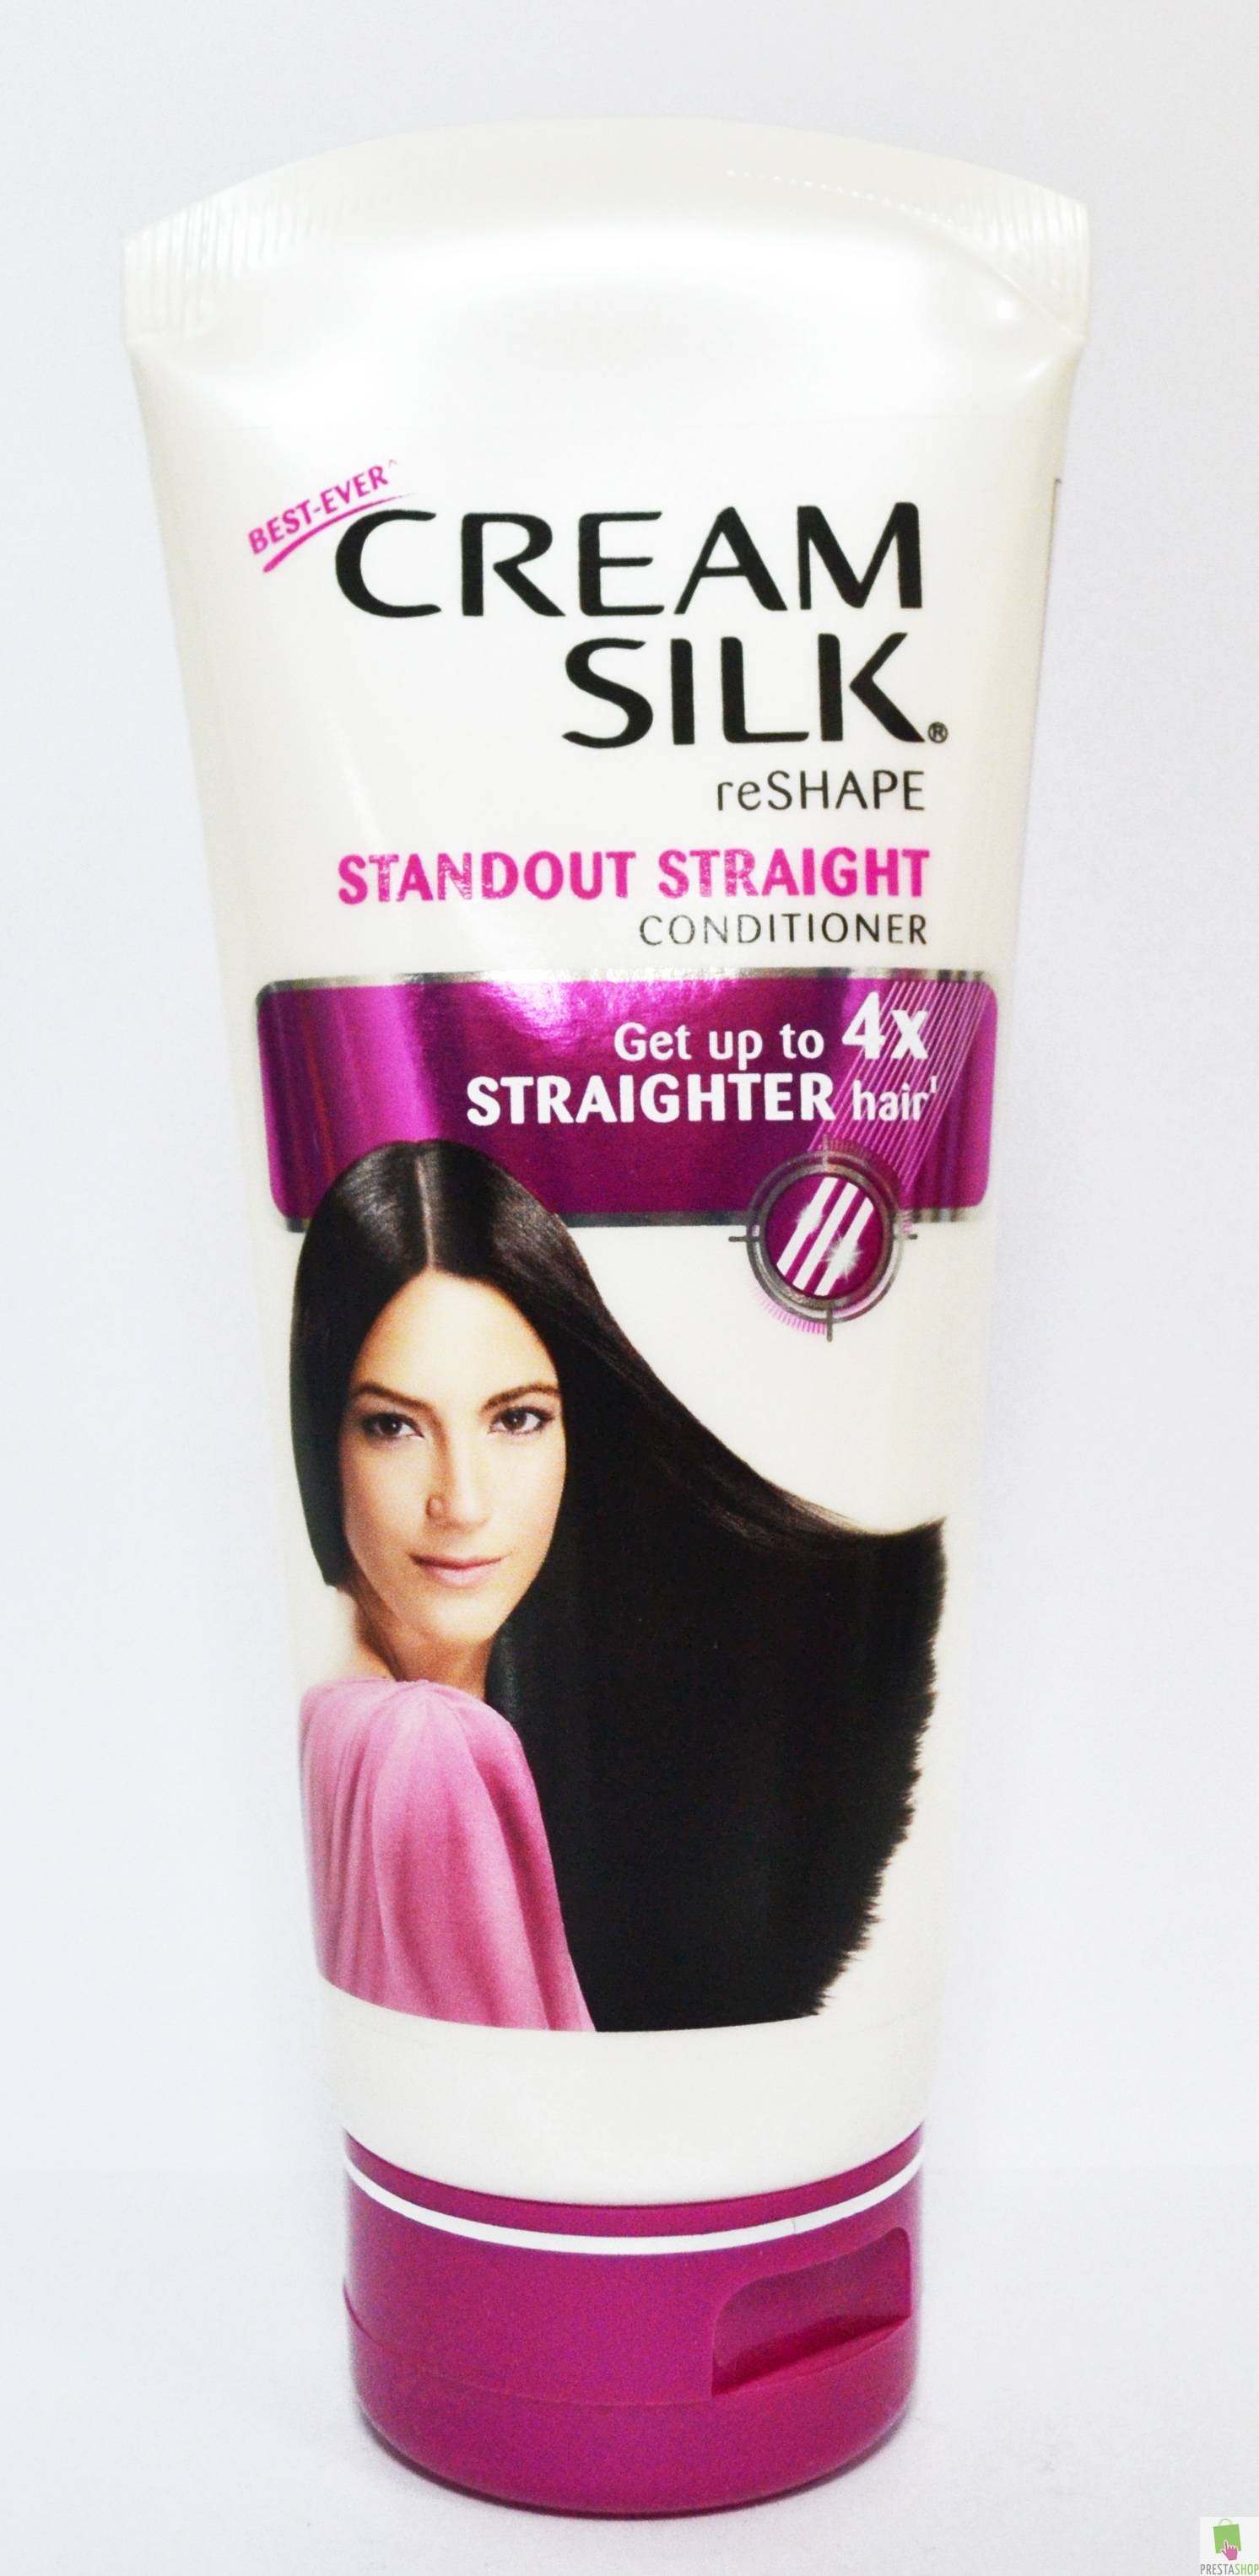 BEST-EVER^
CREAM
SILK®
reSHAPE
STANDOUT STRAIGHT
CONDITIONER
Get up to 4x
STRAIGHTER hair¹
PRESTASHOP